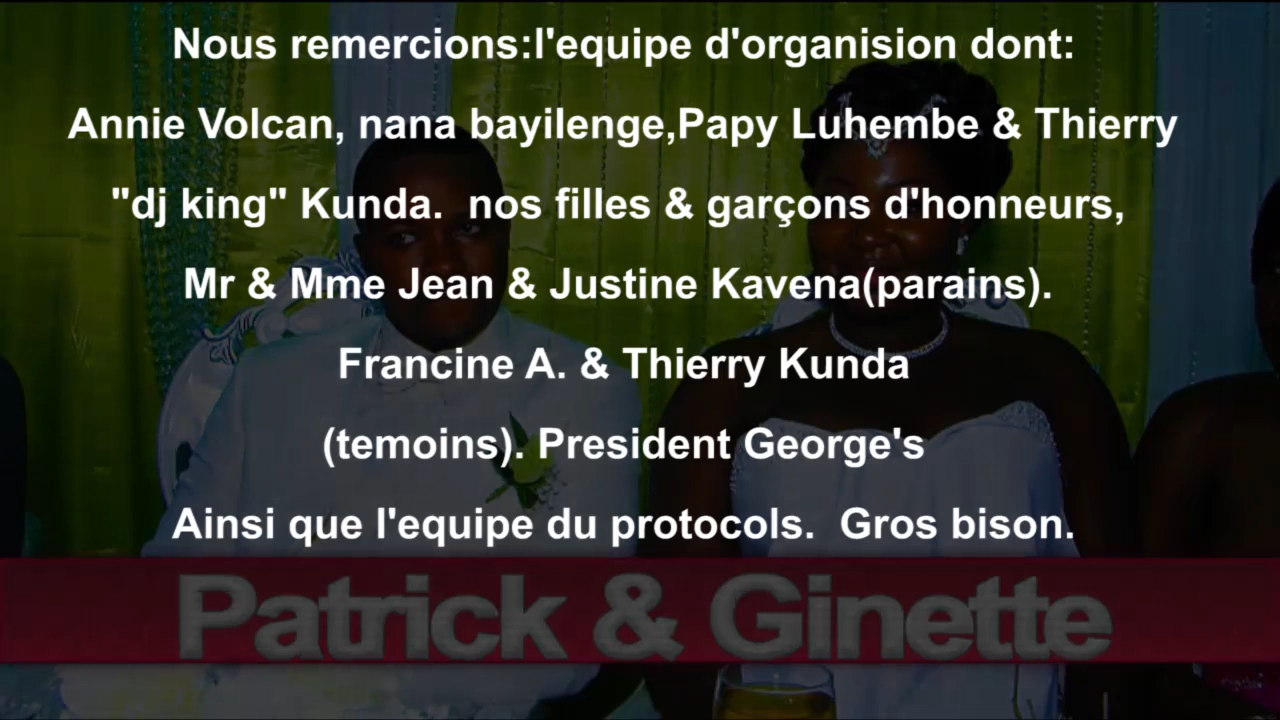 Nous remercions:l'equipe d'organision dont:
Annie Volcan, nana bayilenge,Papy Luhembe & Thierry
"dj king" Kunda.  nos filles & garçons d'honneurs,
Mr & Mme Jean & Justine Kavena(parains).
Francine A. & Thierry Kunda
(temoins). President George's
Ainsi que l'equipe du protocols.  Gros bison.
Patrick & Ginette